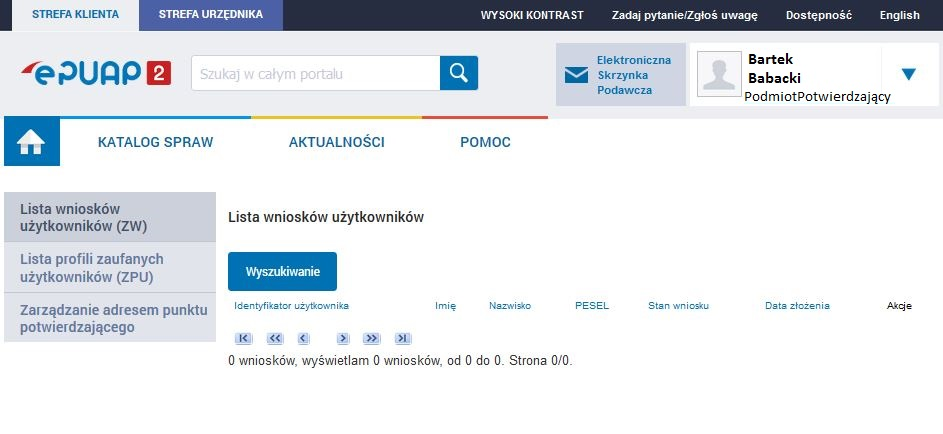 STREFA KLIENTA STREFA URZĘDNIKA WYSOKI KONTRAST Zadaj pytanie/Zgłoś uwagę Dostępność English
ePUAP 2
Szukaj w całym portalu
Elektroniczna
Skrzynka
Podawcza
Bartek
Babacki
PodmiotPotwierdzający
KATALOG SPRAW AKTUALNOŚCI POMOC
Lista wniosków
użytkowników (ZW)
Lista profili zaufanych
użytkowników (ZPU)
Zarządzanie adresem punktu
potwierdzającego
Lista wniosków użytkowników
Wyszukiwanie
Identyfikator użytkownika Imię Nazwisko PESEL Stan wniosku Data złożenia Akcje
0 wniosków, wyświetlam 0 wniosków, od 0 do 0. Strona 0/0.